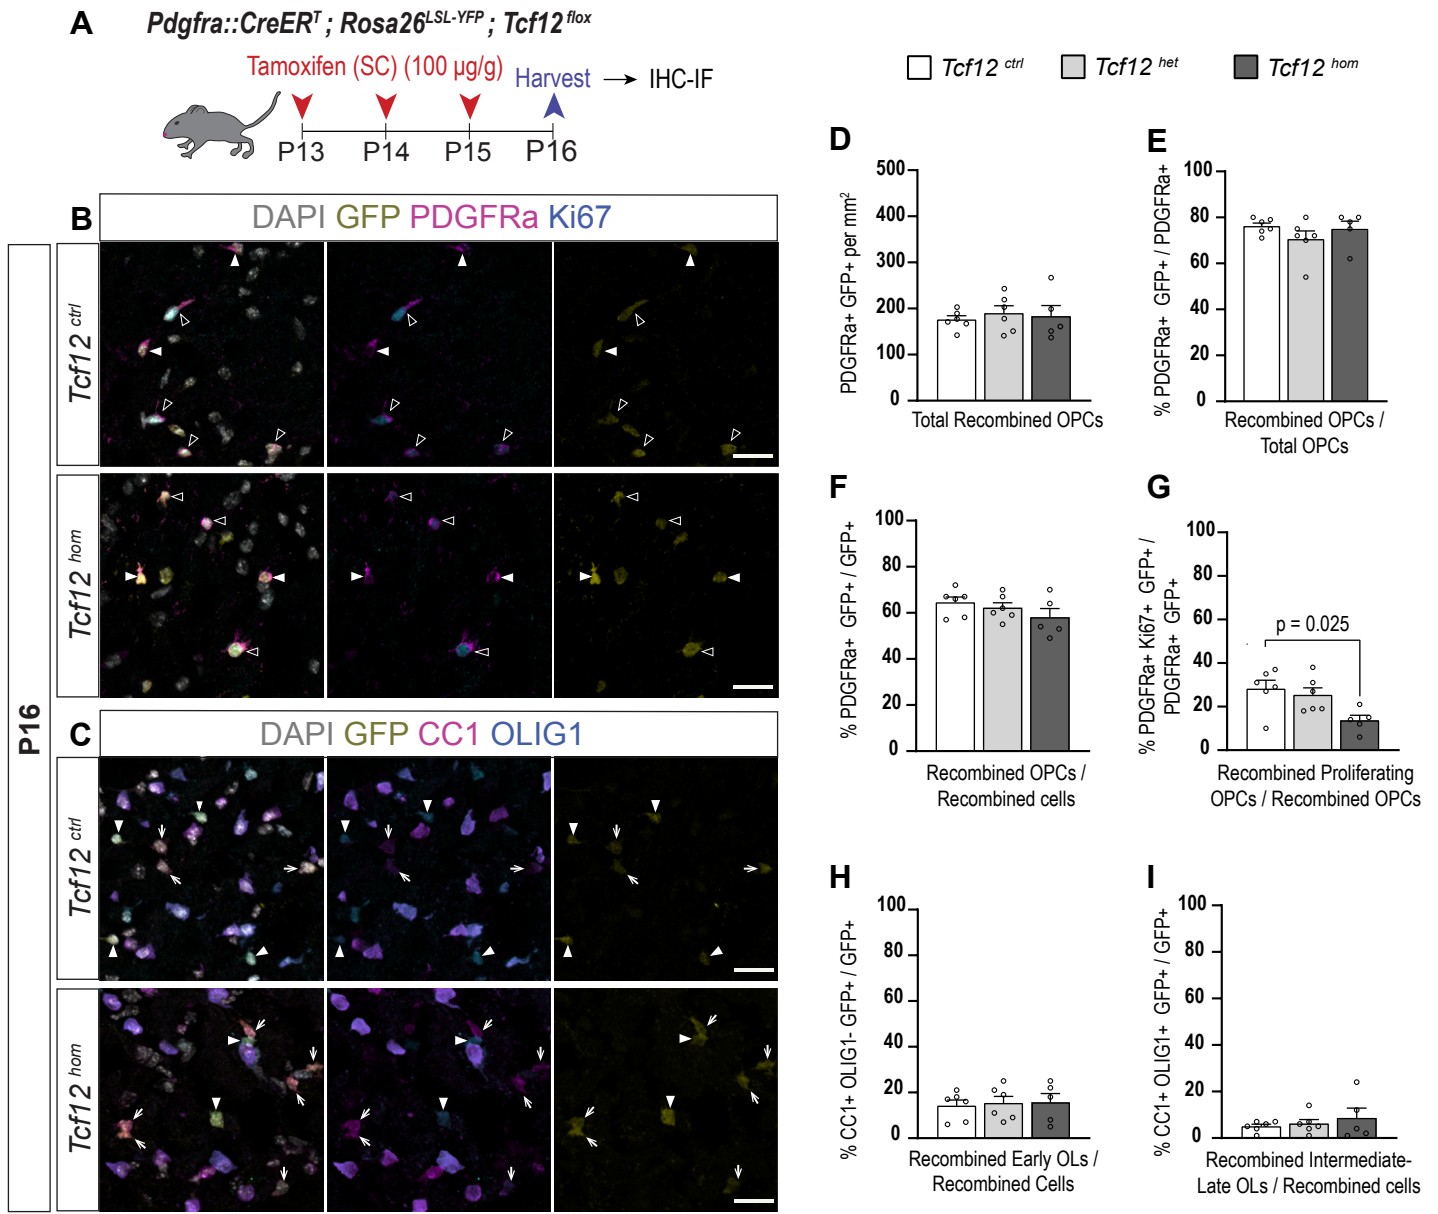 A
Pdgfra::CreERᵀ ; Rosa26ᴸˢᴸ⁻ʸᶠᴾ ; Tcf12 ᶠˡᵒˣ
Tamoxifen (SC) (100 µg/g)
Harvest → IHC-IF
P13
P14
P15
P16
Tcf12 ctrl
Tcf12 het
Tcf12 hom
P16
B
DAPI GFP PDGFRa Ki67
Tcf12 ctrl
Tcf12 hom
C
DAPI GFP CC1 OLIG1
Tcf12 ctrl
Tcf12 hom
D
PDGFRa+ GFP+ per mm²
500
400
300
200
100
0
Total Recombined OPCs
E
% PDGFRa+ GFP+ / PDGFRa+
100
80
60
40
20
0
Recombined OPCs /
Total OPCs
F
% PDGFRa+ GFP+ / GFP+
100
80
60
40
20
0
Recombined OPCs /
Recombined cells
G
% PDGFRa+ Ki67+ GFP+ /
PDGFRa+ GFP+
100
80
60
40
20
0
p = 0.025
Recombined Proliferating
OPCs / Recombined OPCs
H
% CC1+ OLIG1- GFP+ / GFP+
100
80
60
40
20
0
Recombined Early OLs /
Recombined Cells
I
% CC1+ OLIG1+ GFP+ / GFP+
100
80
60
40
20
0
Recombined Intermediate-
Late OLs / Recombined cells